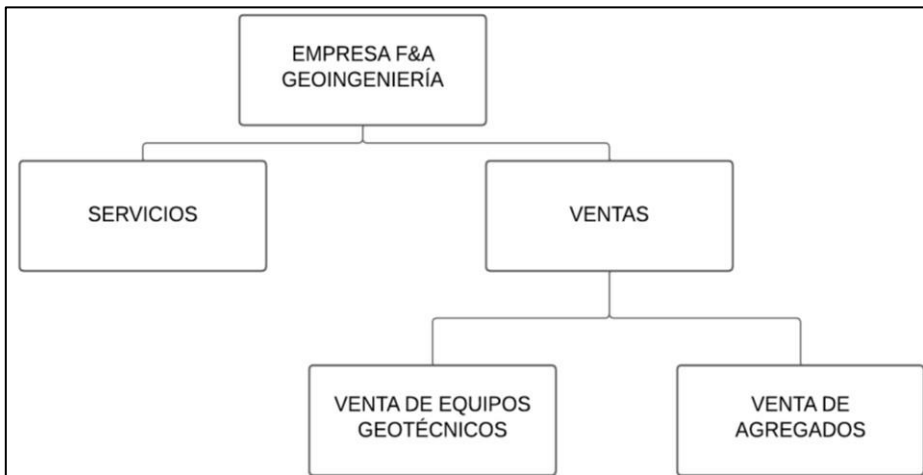 EMPRESA F&A
GEOINGENIERÍA
SERVICIOS
VENTAS
VENTA DE EQUIPOS
GEOTÉCNICOS
VENTA DE
AGREGADOS